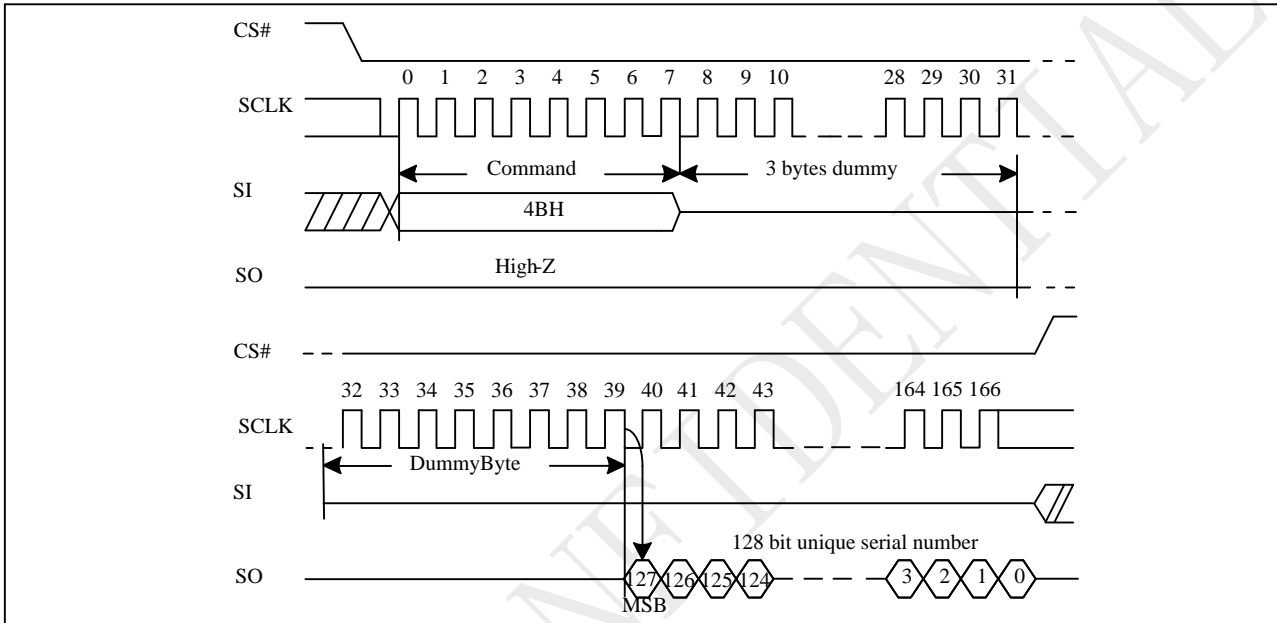 CS#
0 1 2 3 4 5 6 7 8 9 10 28 29 30 31
SCLK
Command 3 bytes dummy
SI
4BH
High-Z
SO
CS#
32 33 34 35 36 37 38 39 40 41 42 43 164 165 166
SCLK
DummyByte
SI
128 bit unique serial number
SO 127 126 125 124 3 2 1 0
MSB
NE IDENTIAL